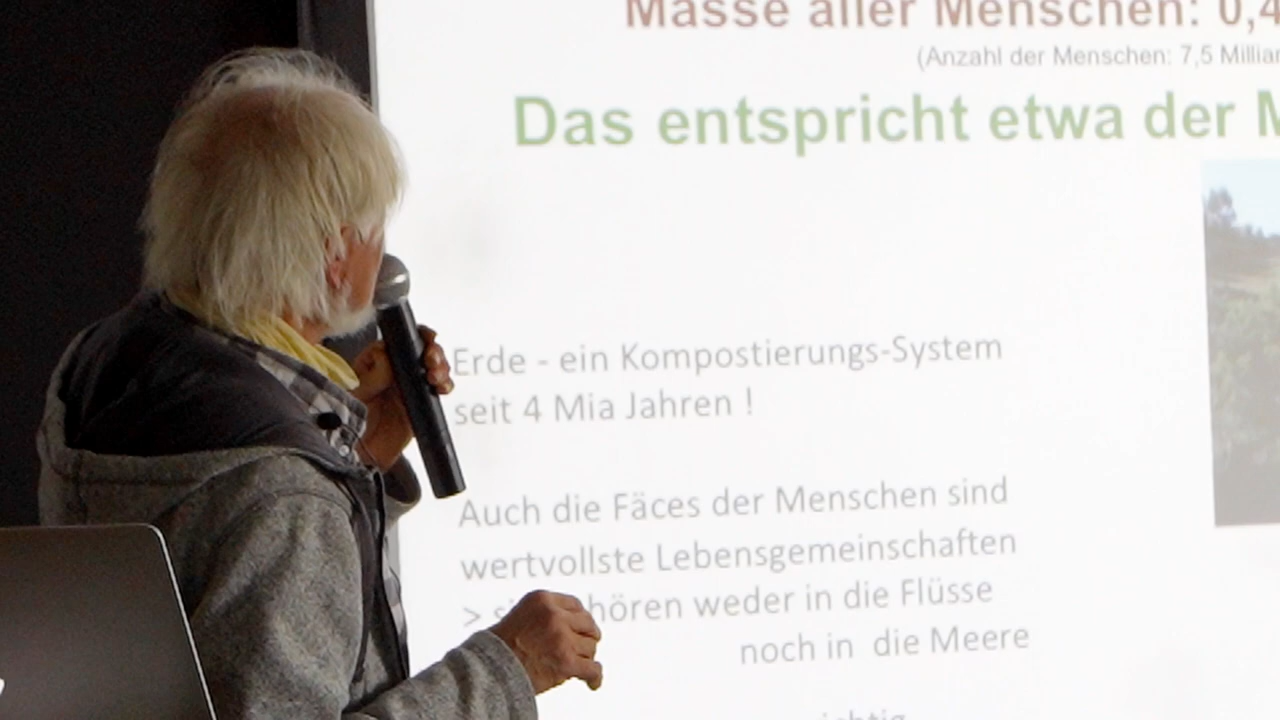 Masse aller Menschen: 0,4
(Anzahl der Menschen: 7,5 Milliar
Das entspricht etwa der M
Erde - ein Kompostierungs-System
seit 4 Mia Jahren !
Auch die Fäces der Menschen sind
wertvollste Lebensgemeinschaften
> hören weder in die Flüsse
noch in die Meere